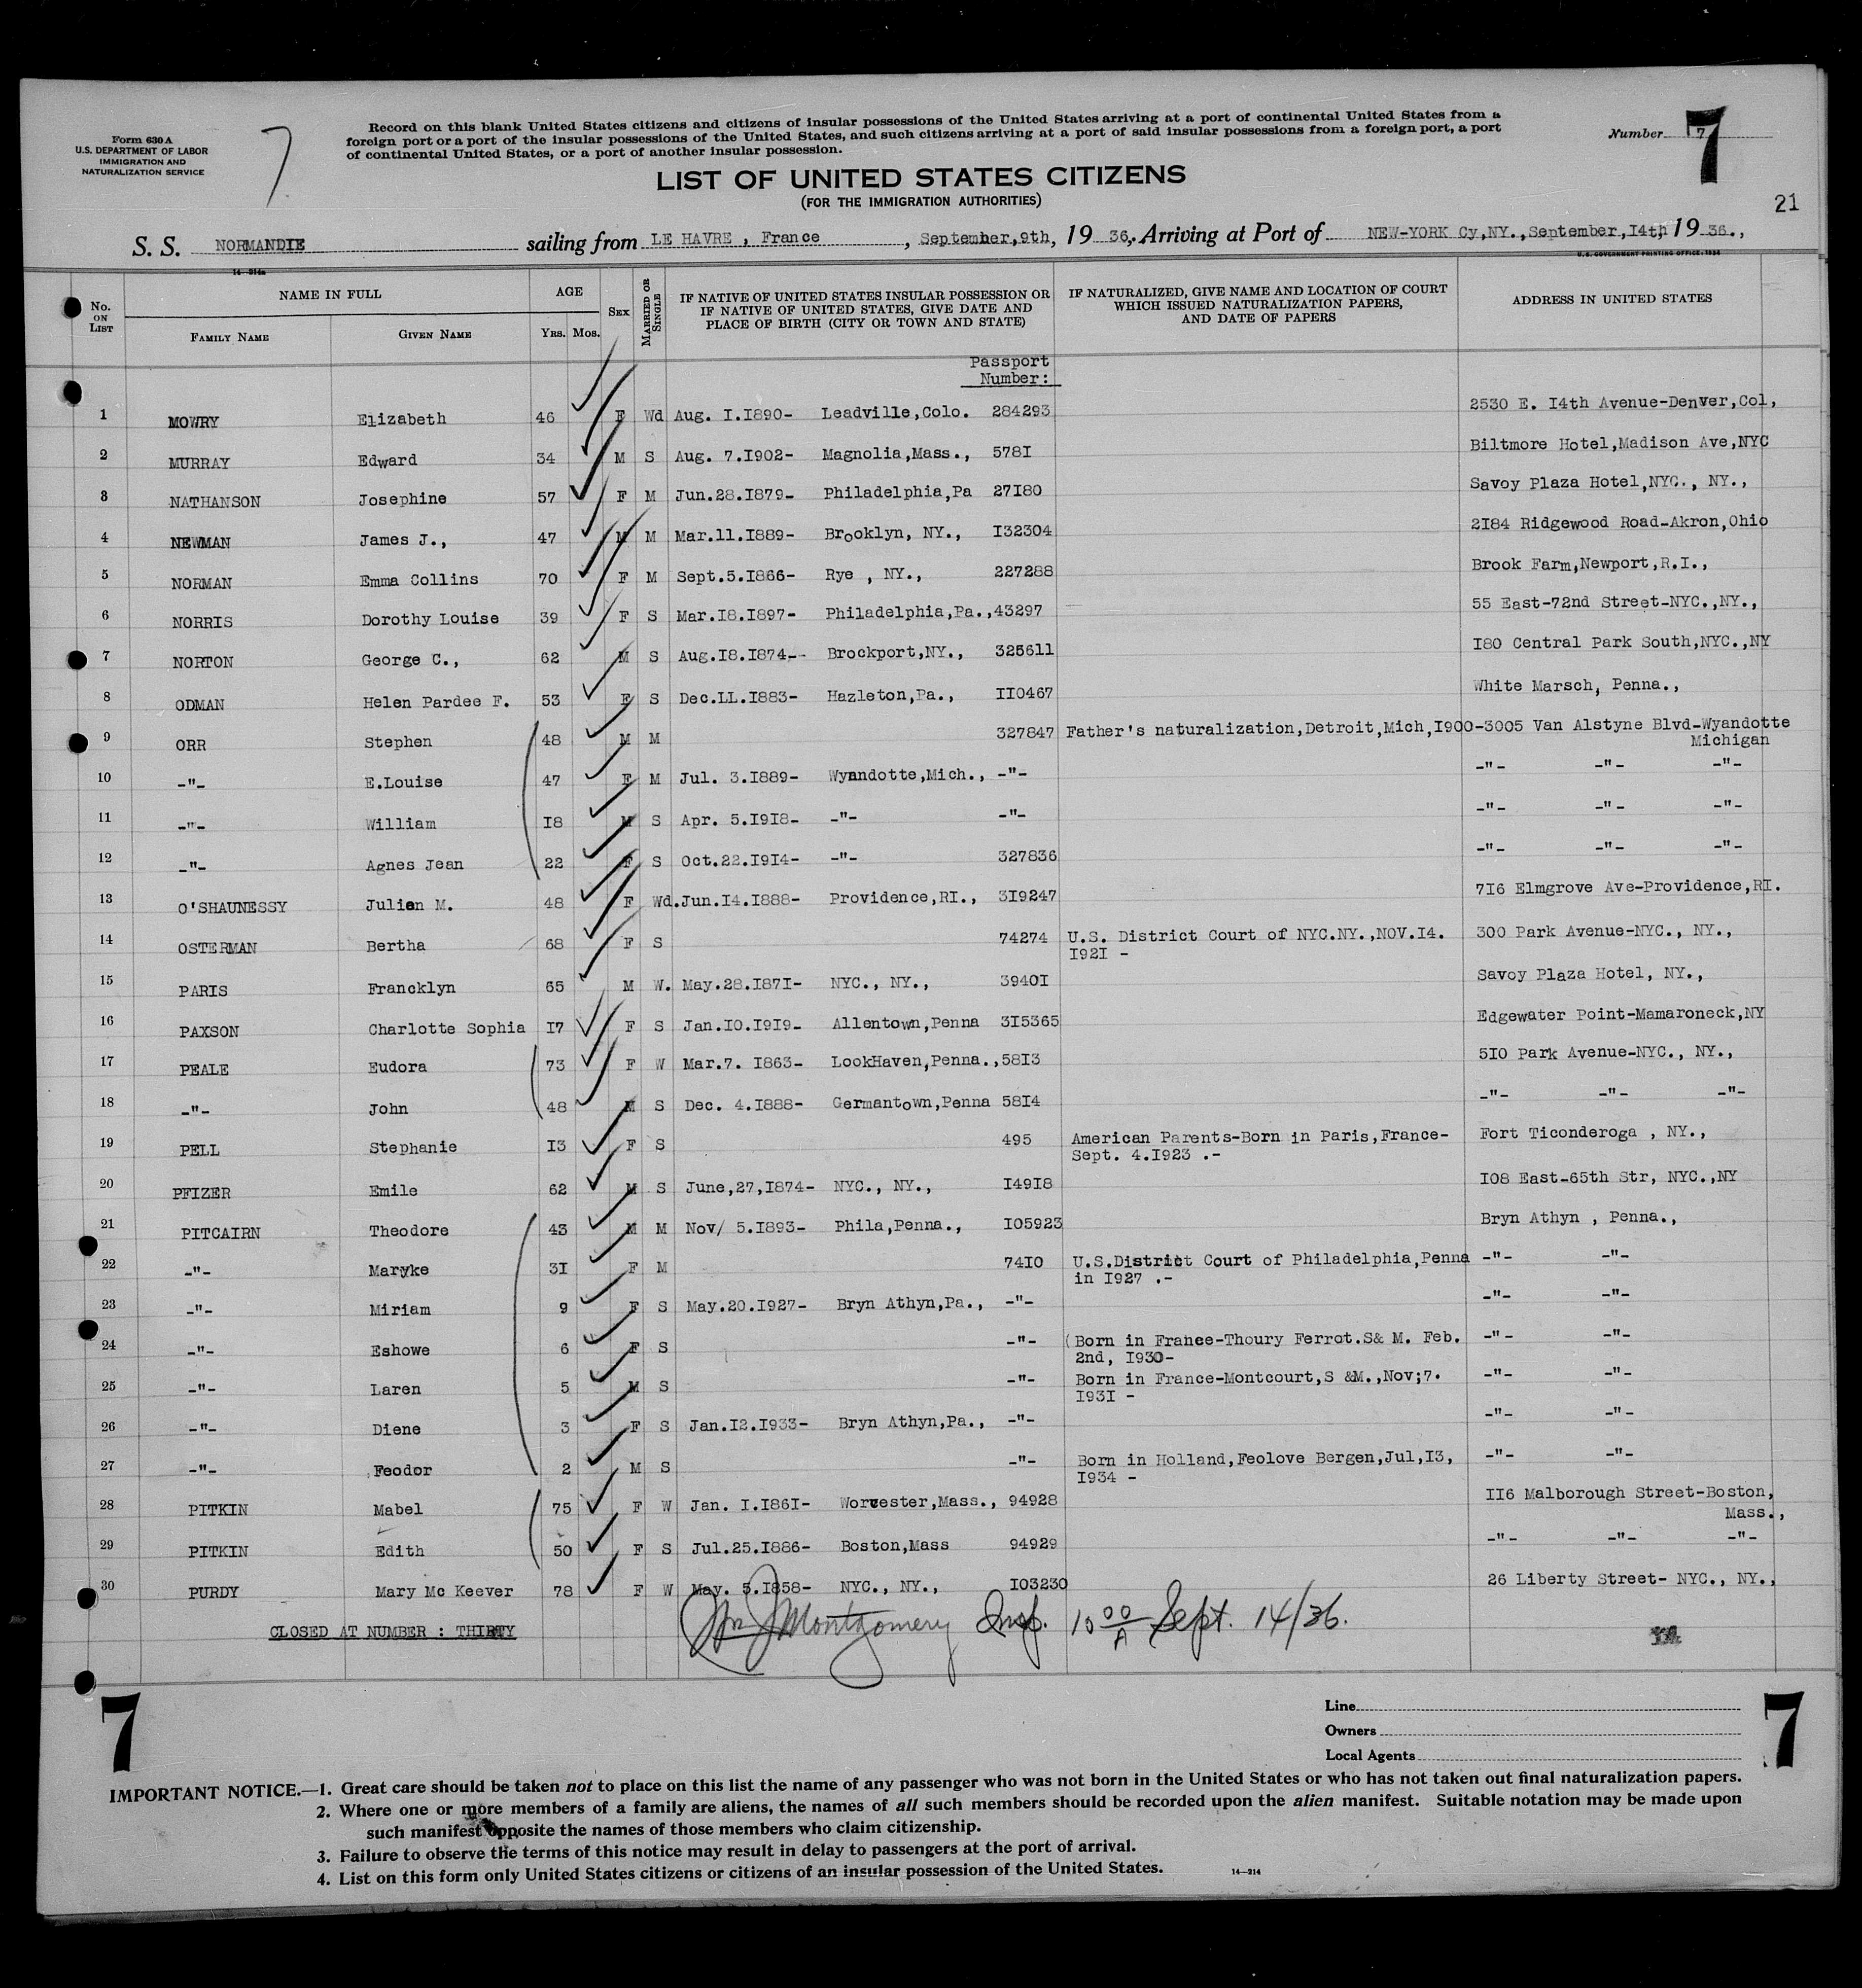 Form 630 A
U.S. DEPARTMENT OF LABOR
IMMIGRATION AND
NATURALIZATION SERVICE
7
Record on this blank United States citizens and citizens of insular possessions of the United States arriving at a port of continental United States from a
foreign port or a port of the insular possessions of the United States, and such citizens arriving at a port of said insular possessions from a foreign port, a port
of continental United States, or a port of another insular possession.
Number 7
7
LIST OF UNITED STATES CITIZENS
(FOR THE IMMIGRATION AUTHORITIES)
21
S. S. NORMANDIE sailing from LE HAVRE , France , September,9th, 19 36,. Arriving at Port of NEW-YORK Cy,NY.,September,I4th 19 36.,
14-214a U.S. GOVERNMENT PRINTING OFFICE: 1934
No. ON LIST NAME IN FULL FAMILY NAME GIVEN NAME AGE YRS. MOS. SEX MARRIED OR SINGLE IF NATIVE OF UNITED STATES INSULAR POSSESSION OR IF NATIVE OF UNITED STATES, GIVE DATE AND PLACE OF BIRTH (CITY OR TOWN AND STATE) IF NATURALIZED, GIVE NAME AND LOCATION OF COURT WHICH ISSUED NATURALIZATION PAPERS, AND DATE OF PAPERS ADDRESS IN UNITED STATES
Passport
Number:
1 MOWRY Elizabeth 46 F Wd Aug. I.I890- Leadville,Colo. 284293 2530 E. I4th Avenue-Denver,Col,
2 MURRAY Edward 34 M S Aug. 7.I902- Magnolia,Mass., 578I Biltmore Hotel,Madison Ave,NYC
3 NATHANSON Josephine 57 F M Jun.28.I879- Philadelphia,Pa 27I80 Savoy Plaza Hotel,NYC., NY.,
4 NEWMAN James J., 47 M M Mar.11.I889- Brooklyn, NY., I32304 2I84 Ridgewood Road-Akron,Ohio
5 NORMAN Emma Collins 70 F M Sept.5.I866- Rye , NY., 227288 Brook Farm,Newport,R.I.,
6 NORRIS Dorothy Louise 39 F S Mar.I8.I897- Philadelphia,Pa.,43297 55 East-72nd Street-NYC.,NY.,
7 NORTON George C., 62 M S Aug.I8.I874-- Brockport,NY., 325611 I80 Central Park South,NYC.,NY
8 ODMAN Helen Pardee F. 53 F S Dec.LL.I883- Hazleton,Pa., II0467 White Marsch, Penna.,
9 ORR Stephen 48 M M 327847 Father's naturalization,Detroit,Mich,I900-3005 Van Alstyne Blvd-Wyandotte
Michigan
10 -"- E.Louise 47 F M Jul. 3.I889- Wyandotte,Mich., -"- -"- -"- -"-
11 -"- William I8 M S Apr. 5.I9I8- -"- -"- -"- -"- -"-
12 -"- Agnes Jean 22 F S Oct.22.I9I4- -"- 327836 -"- -"- -"-
13 O'SHAUNESSY Julien M. 48 F Wd.Jun.I4.I888- Providence,RI., 3I9247 7I6 Elmgrove Ave-Providence,RI.
14 OSTERMAN Bertha 68 F S 74274 U.S. District Court of NYC.NY.,NOV.I4. 300 Park Avenue-NYC., NY.,
I92I -
15 PARIS Francklyn 65 M W. May.28.I87I- NYC., NY., 3940I Savoy Plaza Hotel, NY.,
16 PAXSON Charlotte Sophia I7 F S Jan.I0.I9I9- Allentown,Penna 3I5365 Edgewater Point-Mamaroneck,NY
17 PEALE Eudora 73 F W Mar.7. I863- LookHaven,Penna.,58I3 5I0 Park Avenue-NYC., NY.,
18 -"- John 48 M S Dec. 4.I888- Germantown,Penna 58I4 -"- -"- -"-
19 PELL Stephanie I3 F S 495 American Parents-Born in Paris,France- Fort Ticonderoga , NY.,
Sept. 4.I923 .-
20 PFIZER Emile 62 M S June,27,I874- NYC., NY., I49I8 I08 East-65th Str, NYC.,NY
21 PITCAIRN Theodore 43 M M Nov/ 5.I893- Phila,Penna., I05923 Bryn Athyn , Penna.,
22 -"- Maryke 3I F M 74I0 U.S.District Court of Philadelphia,Penna -"- -"-
in I927 .-
23 -"- Miriam 9 F S May.20.I927- Bryn Athyn,Pa., -"- -"- -"-
24 -"- Eshowe 6 F S -"- (Born in France-Thoury Ferrot.S& M. Feb. -"- -"-
2nd, I930-
25 -"- Laren 5 M S -"- Born in France-Montcourt,S &M.,Nov;7. -"- -"-
I93I -
26 -"- Diene 3 F S Jan.I2.I933- Bryn Athyn,Pa., -"- -"- -"-
27 -"- Feodor 2 M S -"- Born in Holland,Feolove Bergen,Jul,I3, -"- -"-
I934 -
28 PITKIN Mabel 75 F W Jan. I.I86I- Worcester,Mass., 94928 II6 Malborough Street-Boston,
Mass.,
29 PITKIN Edith 50 F S Jul.25.I886- Boston,Mass 94929 -"- -"- -"-
30 PURDY Mary Mc Keever 78 F W May. 5.I858- NYC., NY., I03230 26 Liberty Street- NYC., NY.,
CLOSED AT NUMBER : THIRTY
Wm J Montgomery Insp. 10 00 A Sept. 14/36.
7
Line
Owners
Local Agents
7
IMPORTANT NOTICE.—1. Great care should be taken not to place on this list the name of any passenger who was not born in the United States or who has not taken out final naturalization papers.
2. Where one or more members of a family are aliens, the names of all such members should be recorded upon the alien manifest. Suitable notation may be made upon
such manifest opposite the names of those members who claim citizenship.
3. Failure to observe the terms of this notice may result in delay to passengers at the port of arrival.
4. List on this form only United States citizens or citizens of an insular possession of the United States.
14-214